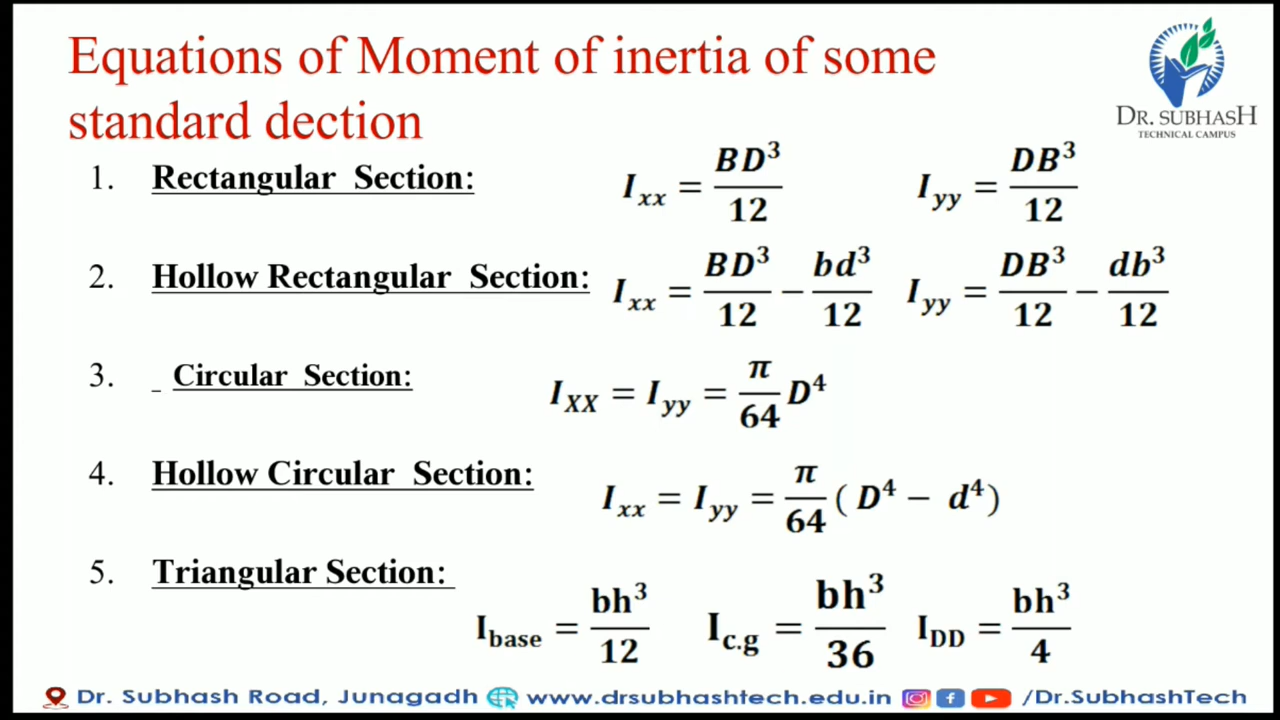 Equations of Moment of inertia of some
standard dection
DR. SUBHASH
TECHNICAL CAMPUS
1. Rectangular Section: I_xx = BD³/12 I_yy = DB³/12
2. Hollow Rectangular Section: I_xx = BD³/12 − bd³/12 I_yy = DB³/12 − db³/12
3. _ Circular Section: I_XX = I_yy = π/64 D⁴
4. Hollow Circular Section: I_xx = I_yy = π/64 ( D⁴ − d⁴)
5. Triangular Section: I_base = bh³/12 I_c.g = bh³/36 I_DD = bh³/4
Dr. Subhash Road, Junagadh www.drsubhashtech.edu.in /Dr.SubhashTech